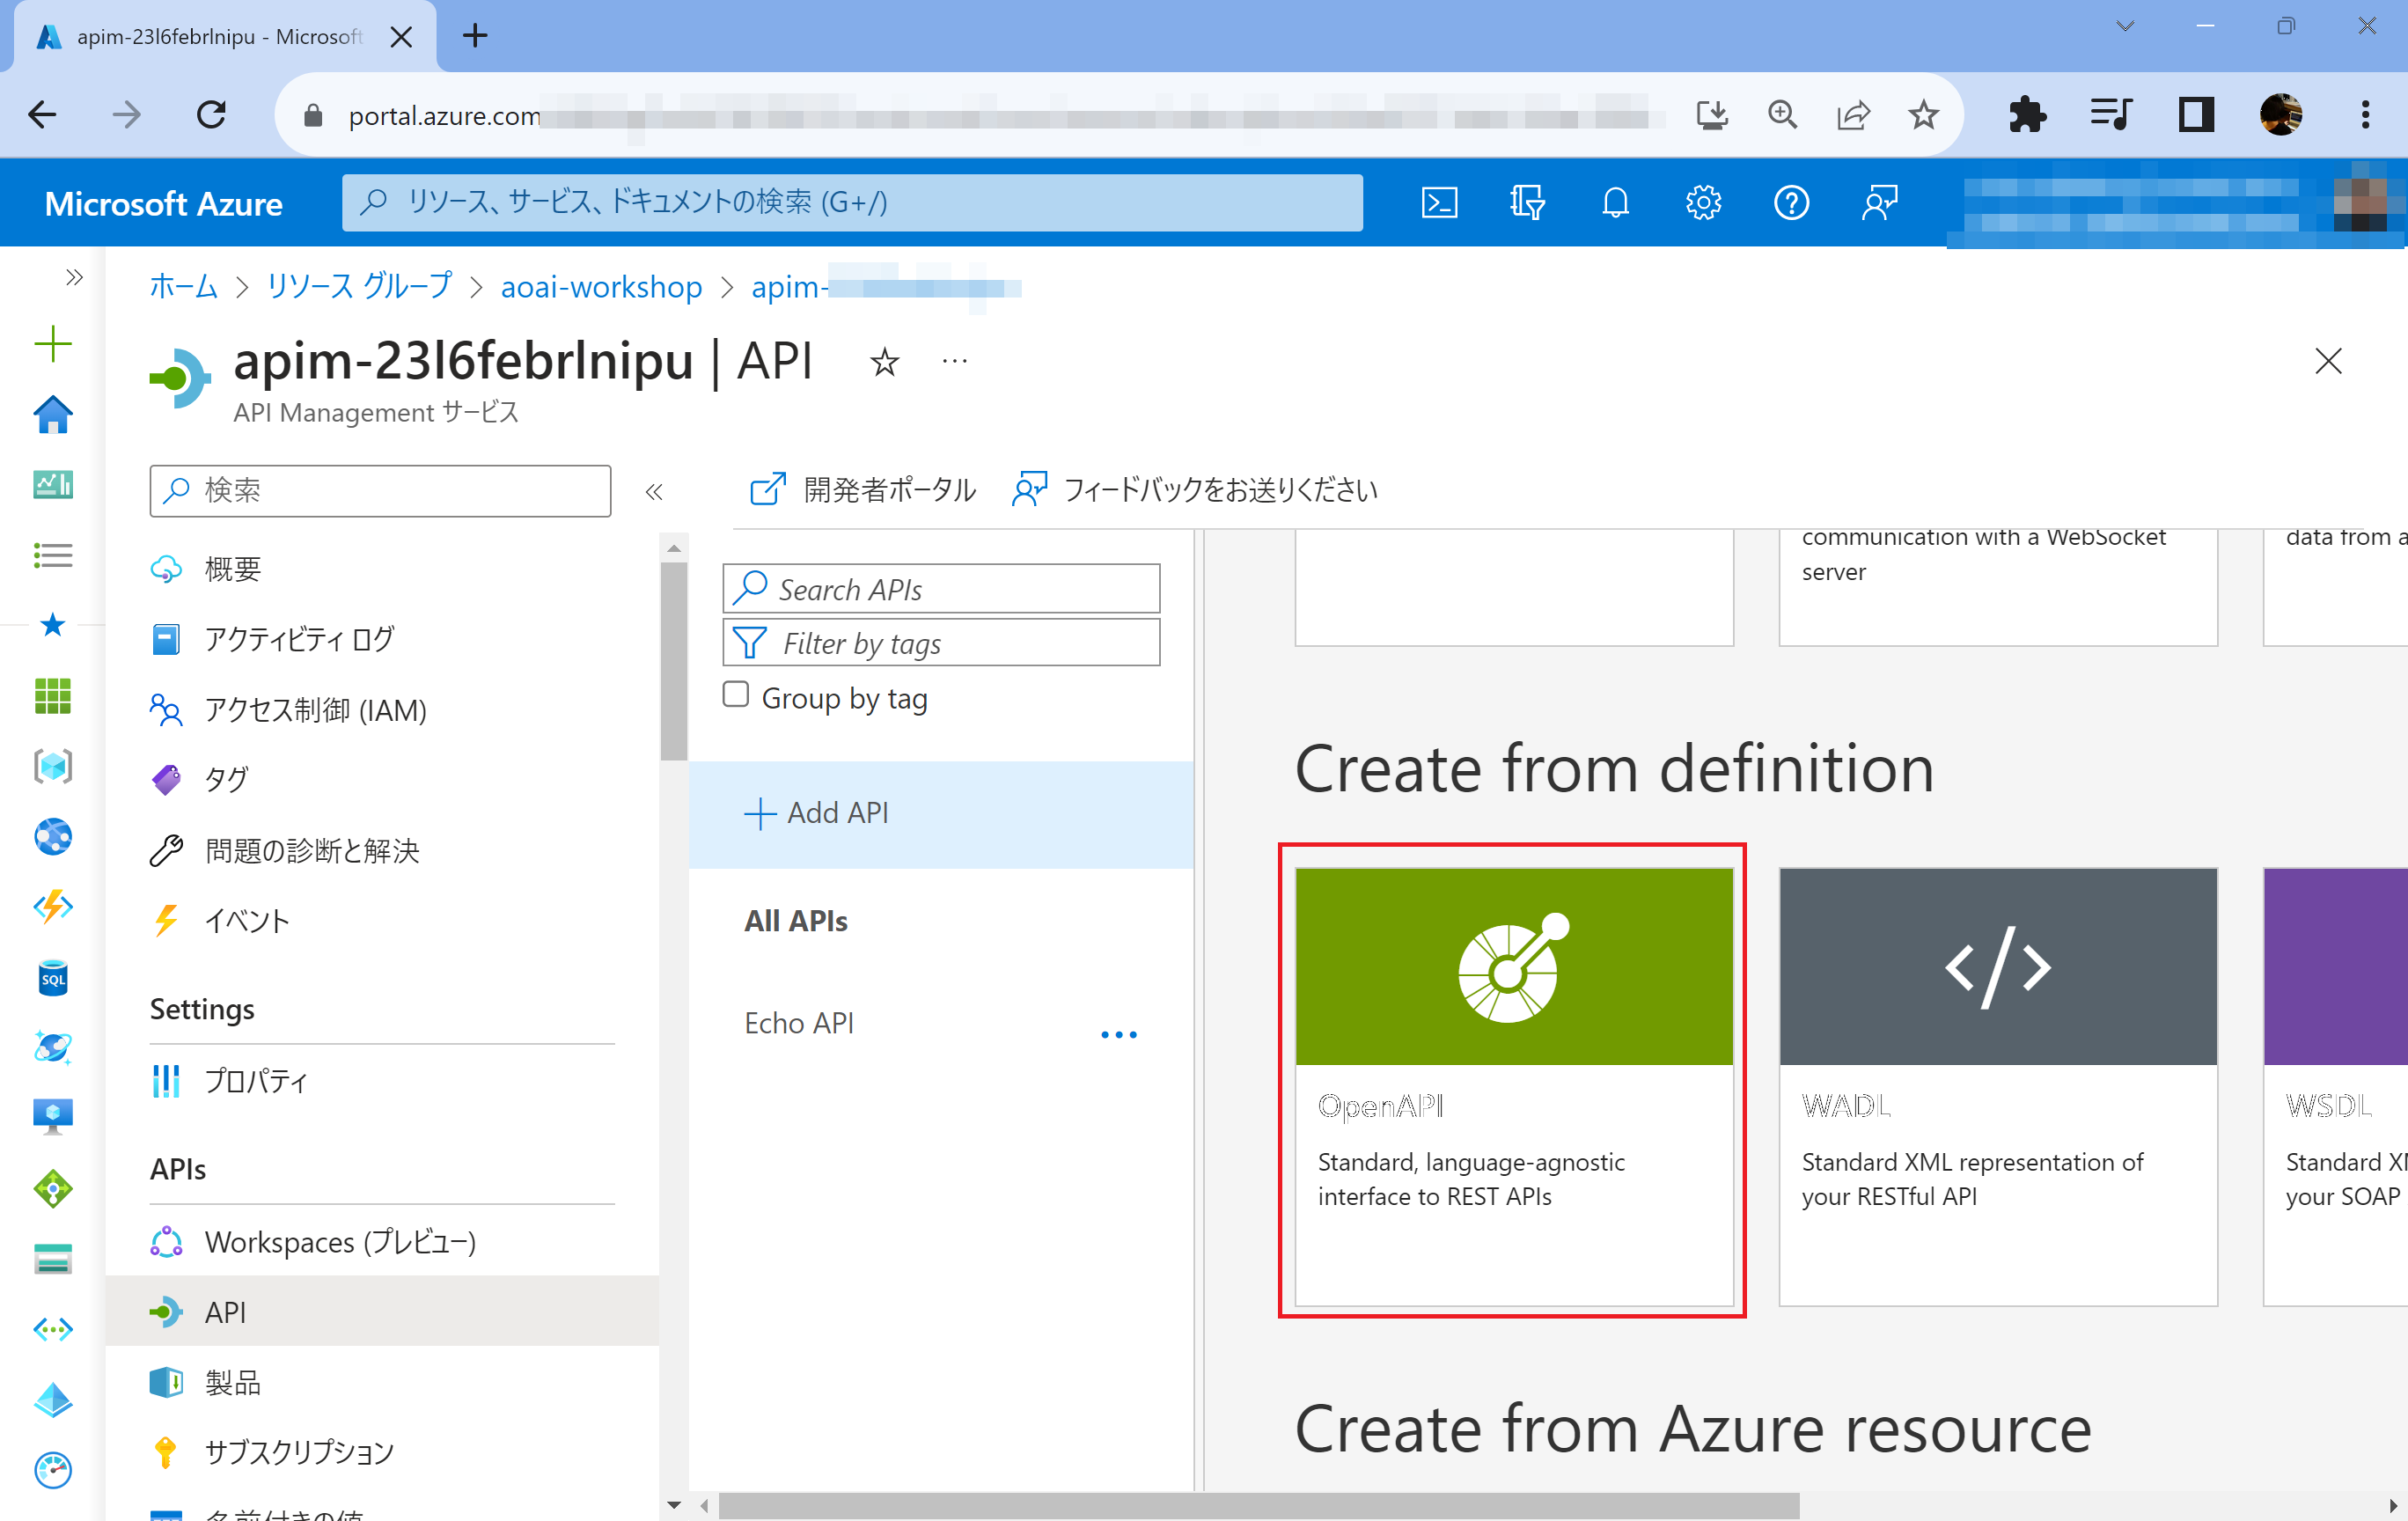 apim-23l6febrlnipu - Microsoft
portal.azure.com
Microsoft Azure
リソース、サービス、ドキュメントの検索 (G+/)
ホーム > リソース グループ > aoai-workshop > apim-
apim-23l6febrlnipu | API
API Management サービス
検索
概要
アクティビティ ログ
アクセス制御 (IAM)
タグ
問題の診断と解決
イベント
Settings
プロパティ
APIs
Workspaces (プレビュー)
API
製品
サブスクリプション
名前付きの値
SQL
開発者ポータル
フィードバックをお送りください
Search APIs
Filter by tags
Group by tag
Add API
All APIs
Echo API
communication with a WebSocket
server
data from a
Create from definition
OpenAPI
Standard, language-agnostic
interface to REST APIs
WADL
Standard XML representation of
your RESTful API
WSDL
Standard XM
your SOAP
Create from Azure resource